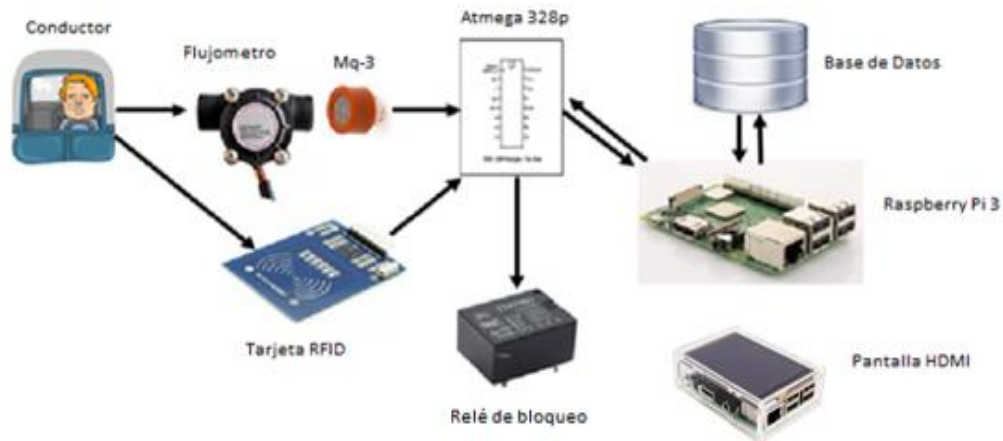 Conductor
Flujometro
Mq-3
Atmega 328p
Base de Datos
Raspberry Pi 3
Tarjeta RFID
Relé de bloqueo
Pantalla HDMI